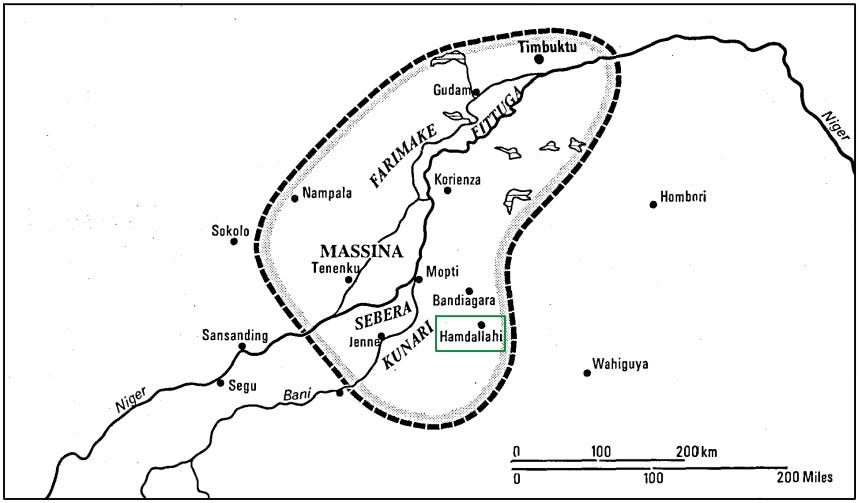 Timbuktu
Gudam
FITTUGA
Niger
FARIMAKE
Korienza
Nampala
Hombori
Sokolo
MASSINA
Tenenku
Mopti
Bandiagara
SEBERA
Hamdallahi
Sansanding
Jenne
KUNARI
Wahiguya
Segu
Niger
Bani
0 100 200 km
0 100 200 Miles